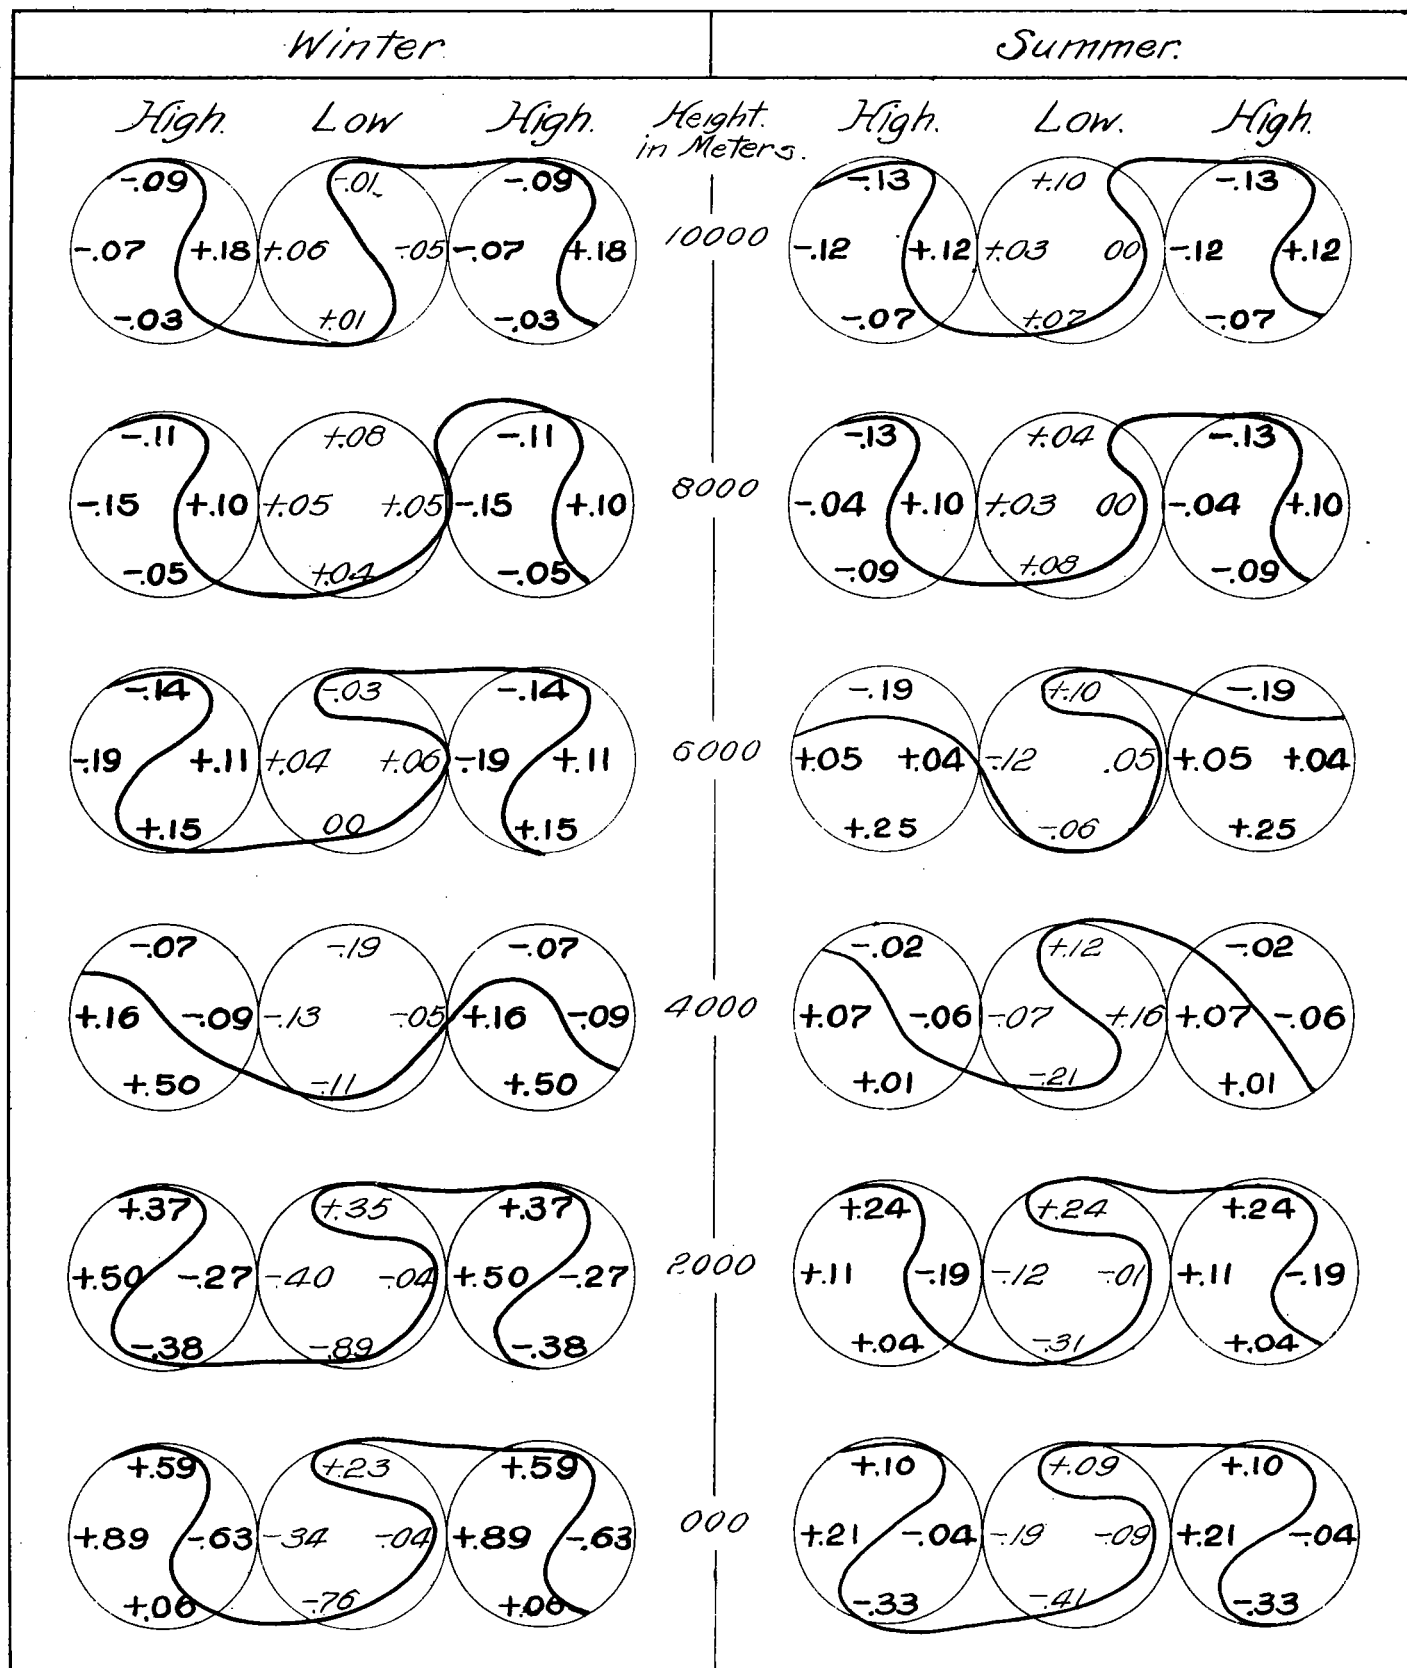 Winter. Summer.
High. Low High. Height. in Meters. High. Low. High.
-.09 -.01 -.09 -.13 +.10 -.13
-.07 +.18 +.06 -.05 -.07 +.18 10000 -.12 +.12 +.03 00 -.12 +.12
-.03 +.01 -.03 -.07 +.07 -.07
-.11 +.08 -.11 -.13 +.04 -.13
-.15 +.10 +.05 +.05 -.15 +.10 8000 -.04 +.10 +.03 00 -.04 +.10
-.05 +.04 -.05 -.09 +.08 -.09
-.14 -.03 -.14 -.19 +.10 -.19
-.19 +.11 +.04 +.06 -.19 +.11 6000 +.05 +.04 -.12 .05 +.05 +.04
+.15 00 +.15 +.25 -.06 +.25
-.07 -.19 -.07 -.02 +.12 -.02
+.16 -.09 -.13 -.05 +.16 -.09 4000 +.07 -.06 -.07 +.16 +.07 -.06
+.50 -.11 +.50 +.01 -.21 +.01
+.37 +.35 +.37 +.24 +.24 +.24
+.50 -.27 -.40 -.04 +.50 -.27 2000 +.11 -.19 -.12 -.01 +.11 -.19
-.38 -.89 -.38 +.04 -.31 +.04
+.59 +.23 +.59 +.10 +.09 +.10
+.89 -.63 -.34 -.04 +.89 -.63 000 +.21 -.04 -.19 -.09 +.21 -.04
+.06 -.76 +.06 -.33 -.41 -.33